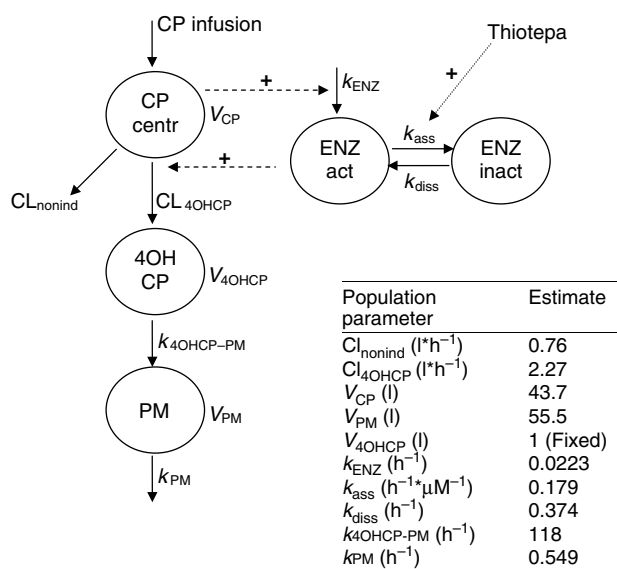 CP infusion
Thiotepa
+
+
k_ENZ
CP
centr
V_CP
k_ass
ENZ
act
ENZ
inact
+
k_diss
CL_nonind
CL_4OHCP
4OH
CP
V_4OHCP
k_4OHCP–PM
PM
V_PM
k_PM
Population parameter Estimate
Cl_nonind (l*h⁻¹) 0.76
Cl_4OHCP (l*h⁻¹) 2.27
V_CP (l) 43.7
V_PM (l) 55.5
V_4OHCP (l) 1 (Fixed)
k_ENZ (h⁻¹) 0.0223
k_ass (h⁻¹*μM⁻¹) 0.179
k_diss (h⁻¹) 0.374
k_4OHCP-PM (h⁻¹) 118
k_PM (h⁻¹) 0.549